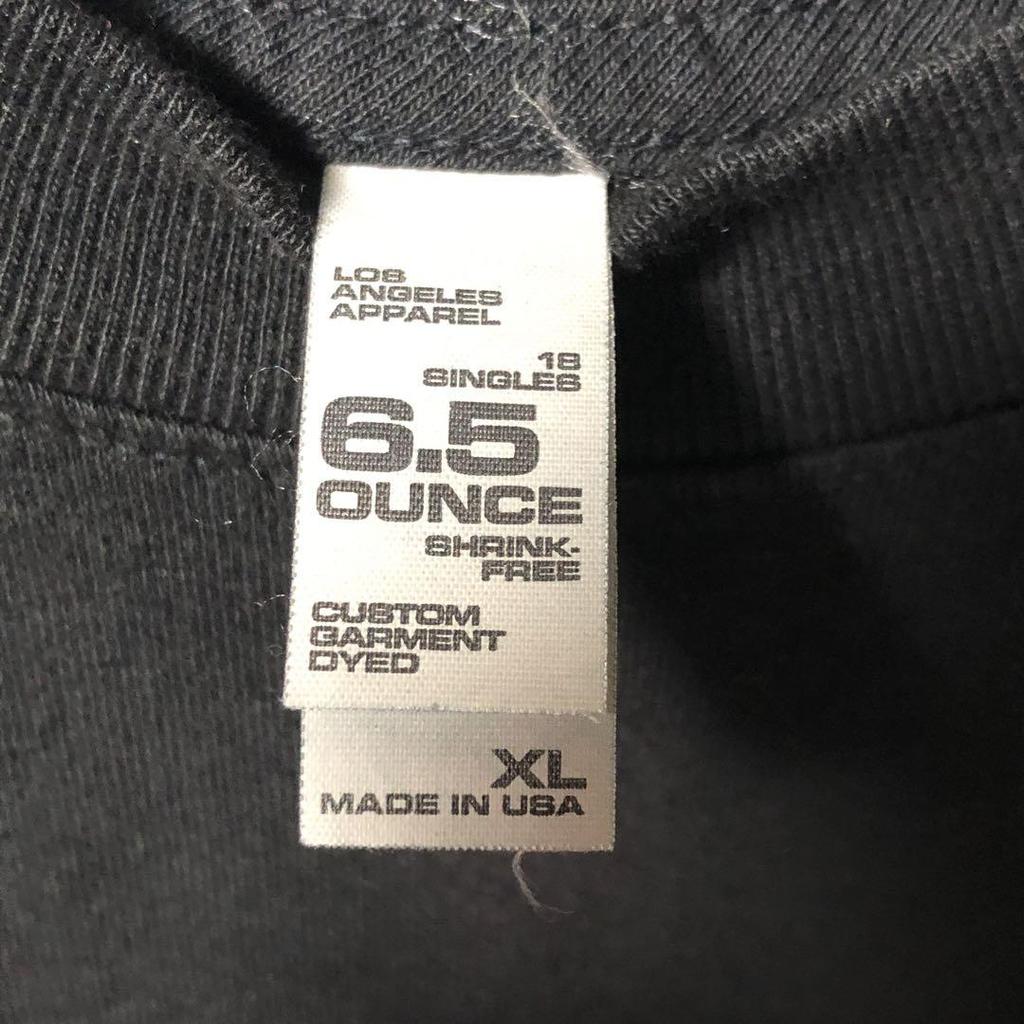 LOS
ANGELES
APPAREL
18
SINGLES
6.5
OUNCE
SHRINK-
FREE
CUSTOM
GARMENT
DYED
XL
MADE IN USA